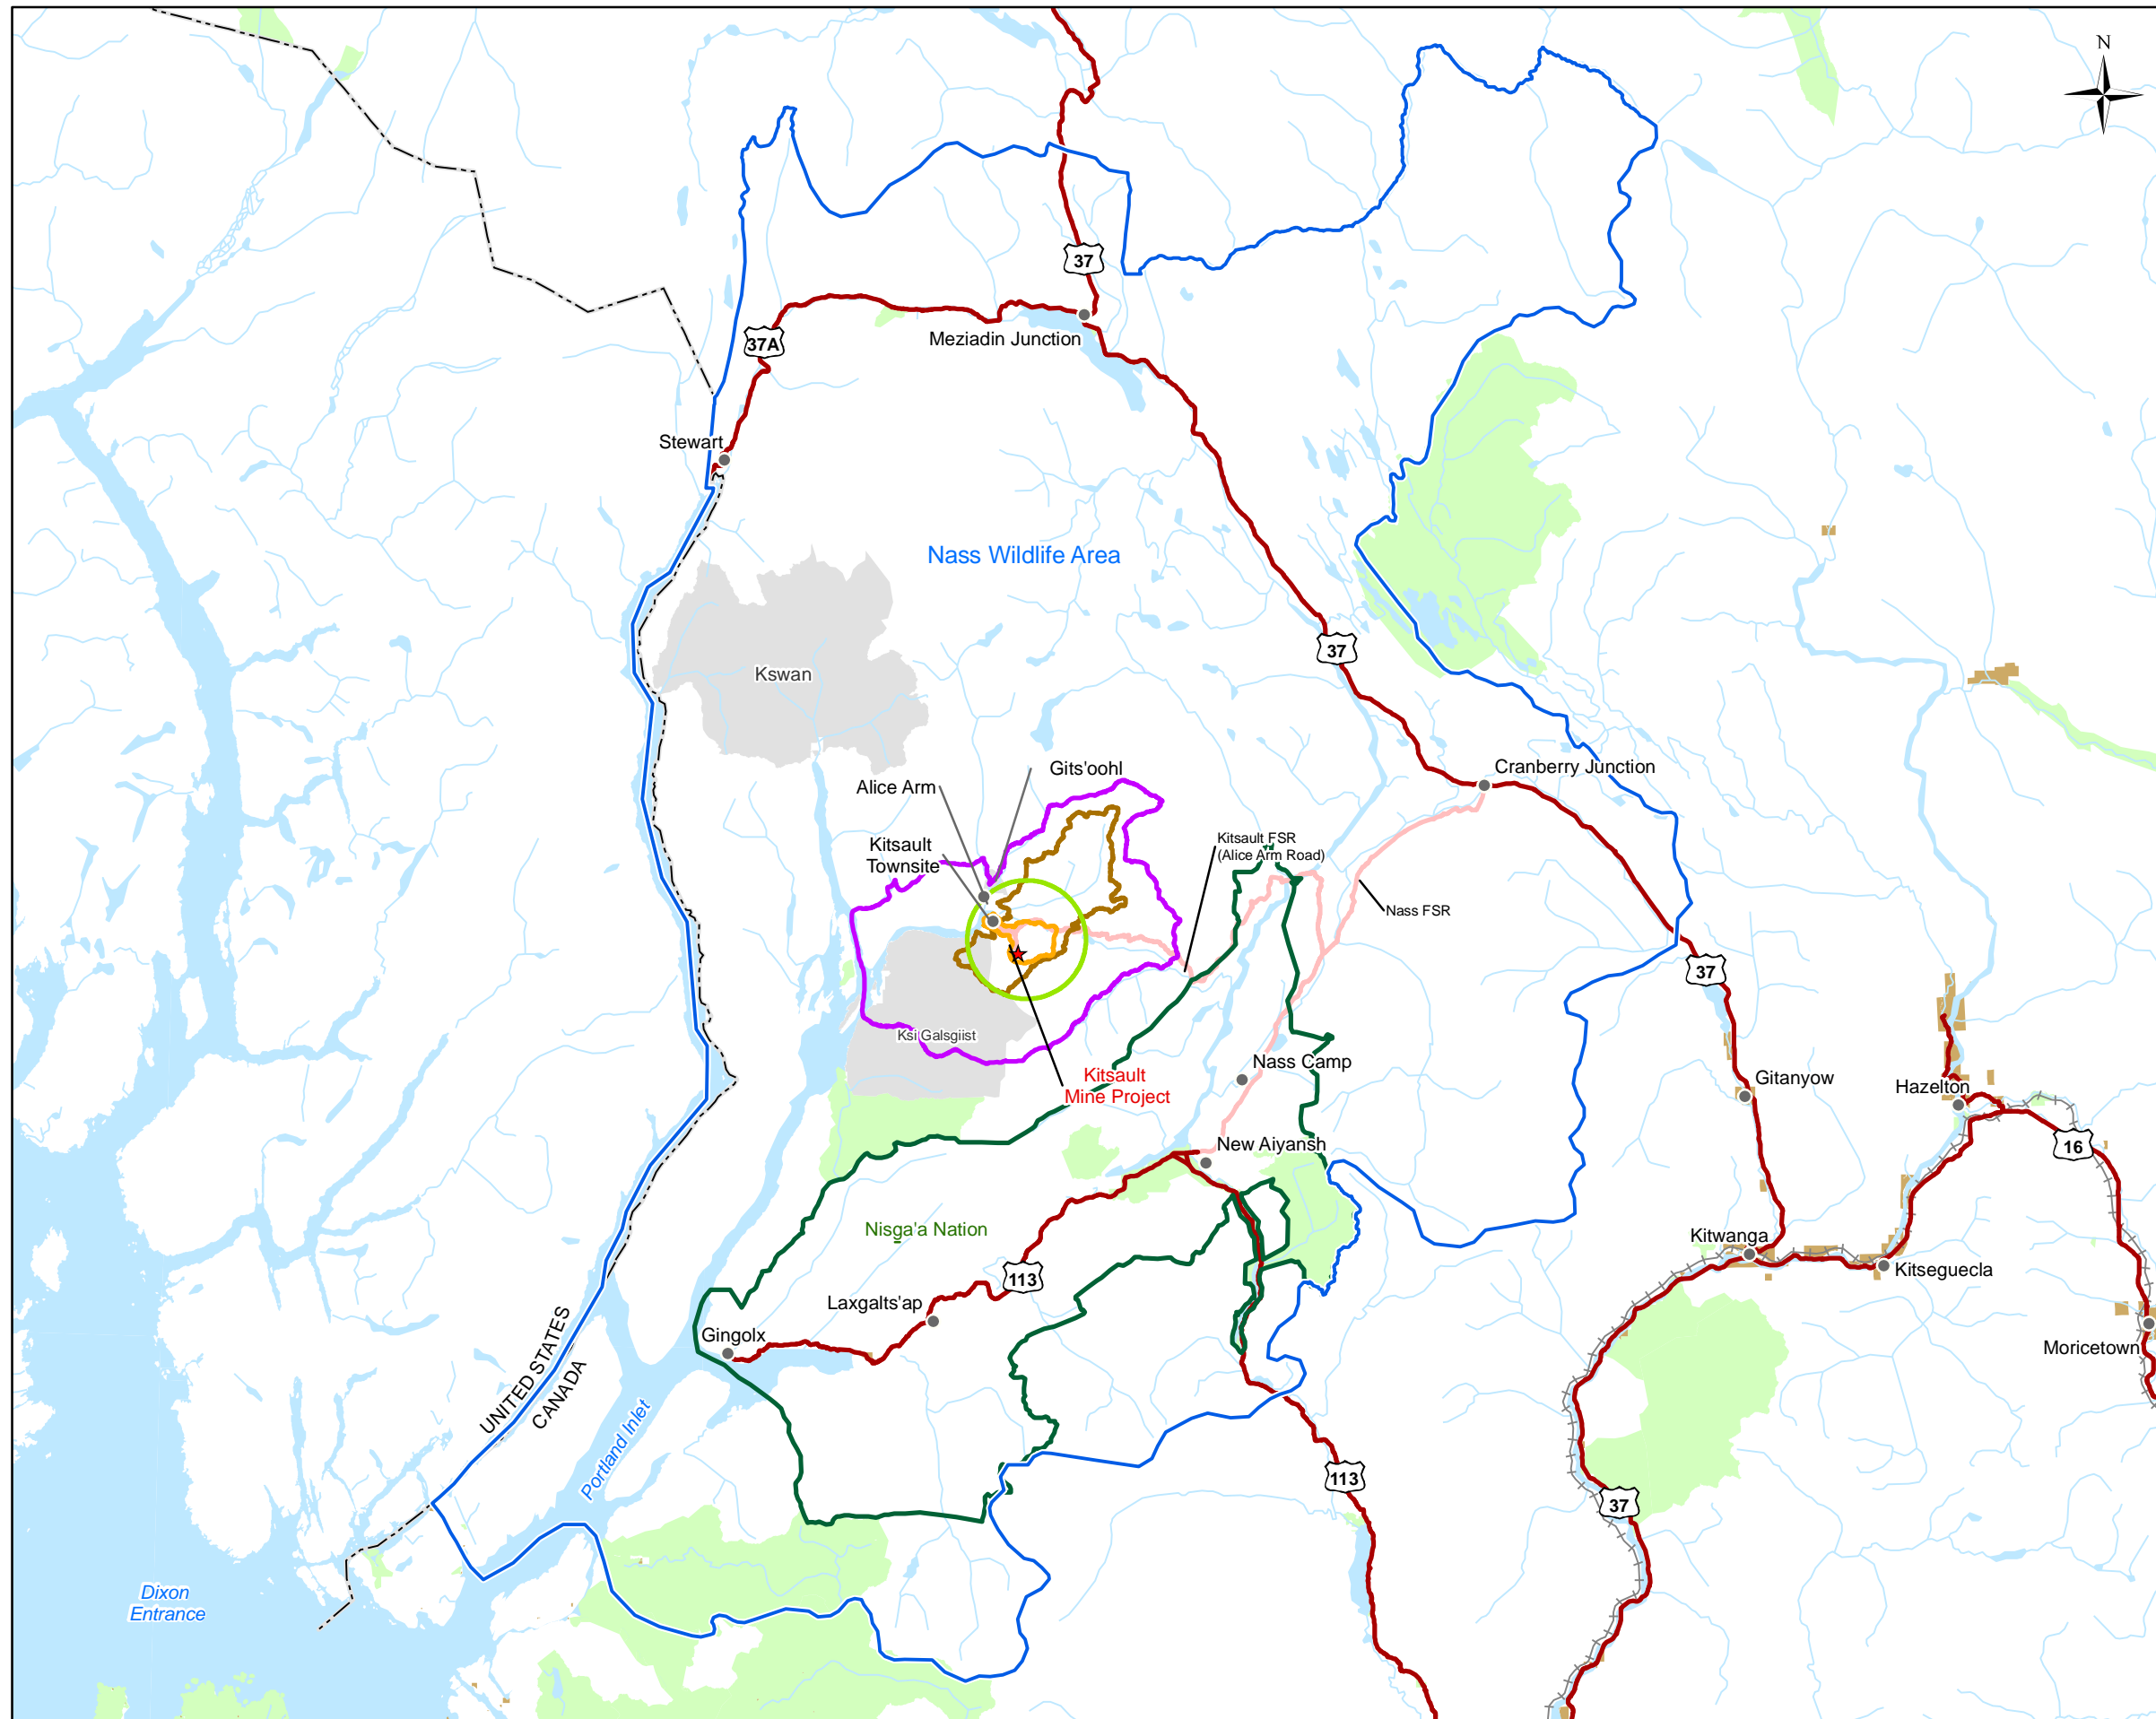 N
37
37A
Meziadin Junction
Stewart
Nass Wildlife Area
37
Kswan
Cranberry Junction
Gits'oohl
Alice Arm
Kitsault
Townsite
Kitsault FSR
(Alice Arm Road)
Nass FSR
37
Ksi Galsgiist
Nass Camp
Kitsault
Mine Project
Gitanyow
Hazelton
16
New Aiyansh
Nisg̲a'a Nation
Kitwanga
Kitseguecla
113
Laxgalts'ap
Gingolx
Moricetown
UNITED STATES
CANADA
Portland Inlet
113
37
Dixon
Entrance